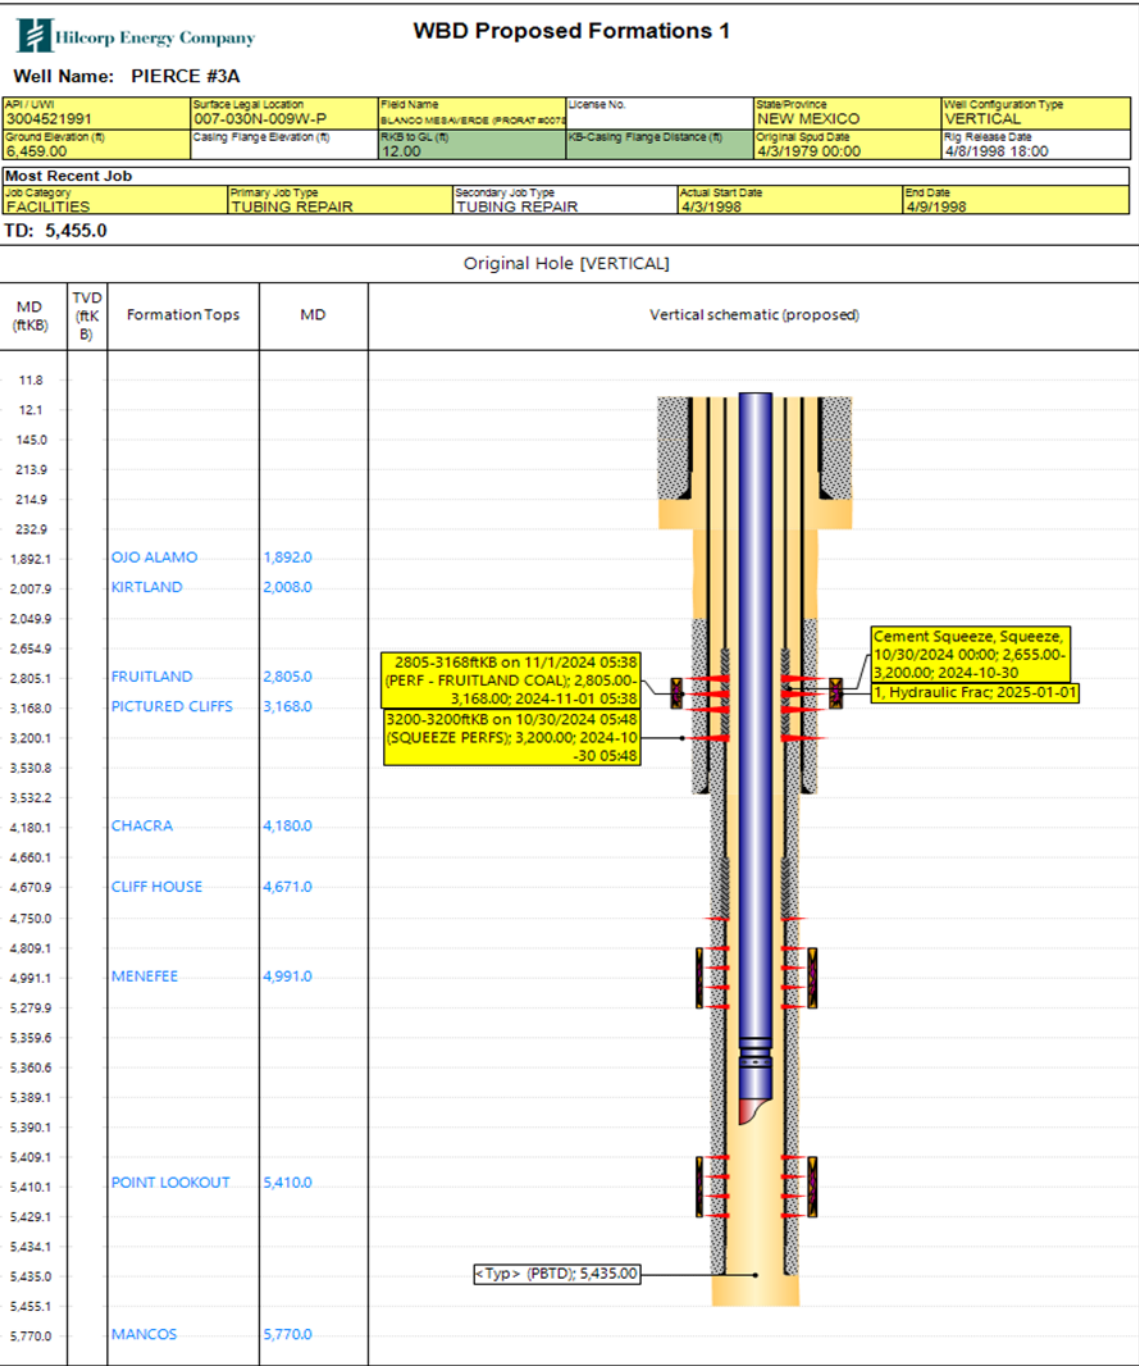 Hilcorp Energy Company
WBD Proposed Formations 1
Well Name: PIERCE #3A
API / UWI
3004521991
Surface Legal Location
007-030N-009W-P
Field Name
BLANCO MESAVERDE (PRORAT #0078
License No.
State/Province
NEW MEXICO
Well Configuration Type
VERTICAL
Ground Elevation (ft)
6,459.00
Casing Flange Elevation (ft)
RKB to GL (ft)
12.00
KB-Casing Flange Distance (ft)
Original Spud Date
4/3/1979 00:00
Rig Release Date
4/8/1998 18:00
Most Recent Job
Job Category
FACILITIES
Primary Job Type
TUBING REPAIR
Secondary Job Type
TUBING REPAIR
Actual Start Date
4/3/1998
End Date
4/9/1998
TD: 5,455.0
Original Hole [VERTICAL]
MD
(ftKB)
TVD
(ftK
B)
Formation Tops
MD
Vertical schematic (proposed)
11.8
12.1
145.0
213.9
214.9
232.9
1,892.1 OJO ALAMO 1,892.0
2,007.9 KIRTLAND 2,008.0
2,049.9
2,654.9
2,805.1 FRUITLAND 2,805.0
3,168.0 PICTURED CLIFFS 3,168.0
3,200.1
3,530.8
3,532.2
4,180.1 CHACRA 4,180.0
4,660.1
4,670.9 CLIFF HOUSE 4,671.0
4,750.0
4,809.1
4,991.1 MENEFEE 4,991.0
5,279.9
5,359.6
5,360.6
5,389.1
5,390.1
5,409.1
5,410.1 POINT LOOKOUT 5,410.0
5,429.1
5,434.1
5,435.0
5,455.1
5,770.0 MANCOS 5,770.0
2805-3168ftKB on 11/1/2024 05:38
(PERF - FRUITLAND COAL); 2,805.00-
3,168.00; 2024-11-01 05:38
3200-3200ftKB on 10/30/2024 05:48
(SQUEEZE PERFS); 3,200.00; 2024-10
-30 05:48
Cement Squeeze, Squeeze,
10/30/2024 00:00; 2,655.00-
3,200.00; 2024-10-30
1, Hydraulic Frac; 2025-01-01
<Typ> (PBTD); 5,435.00